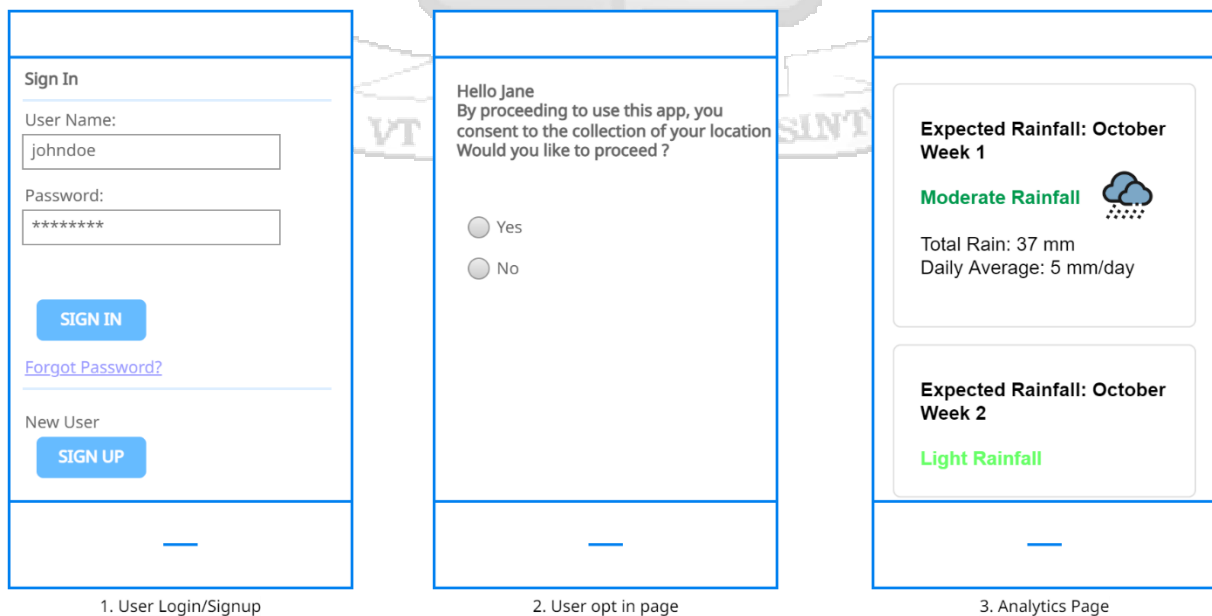 Sign In
User Name:
johndoe
Password:
********
SIGN IN
Forgot Password?
New User
SIGN UP
1. User Login/Signup
Hello Jane
By proceeding to use this app, you
consent to the collection of your location
Would you like to proceed ?
Yes
No
2. User opt in page
Expected Rainfall: October
Week 1
Moderate Rainfall
Total Rain: 37 mm
Daily Average: 5 mm/day
Expected Rainfall: October
Week 2
Light Rainfall
3. Analytics Page
VT
SINT